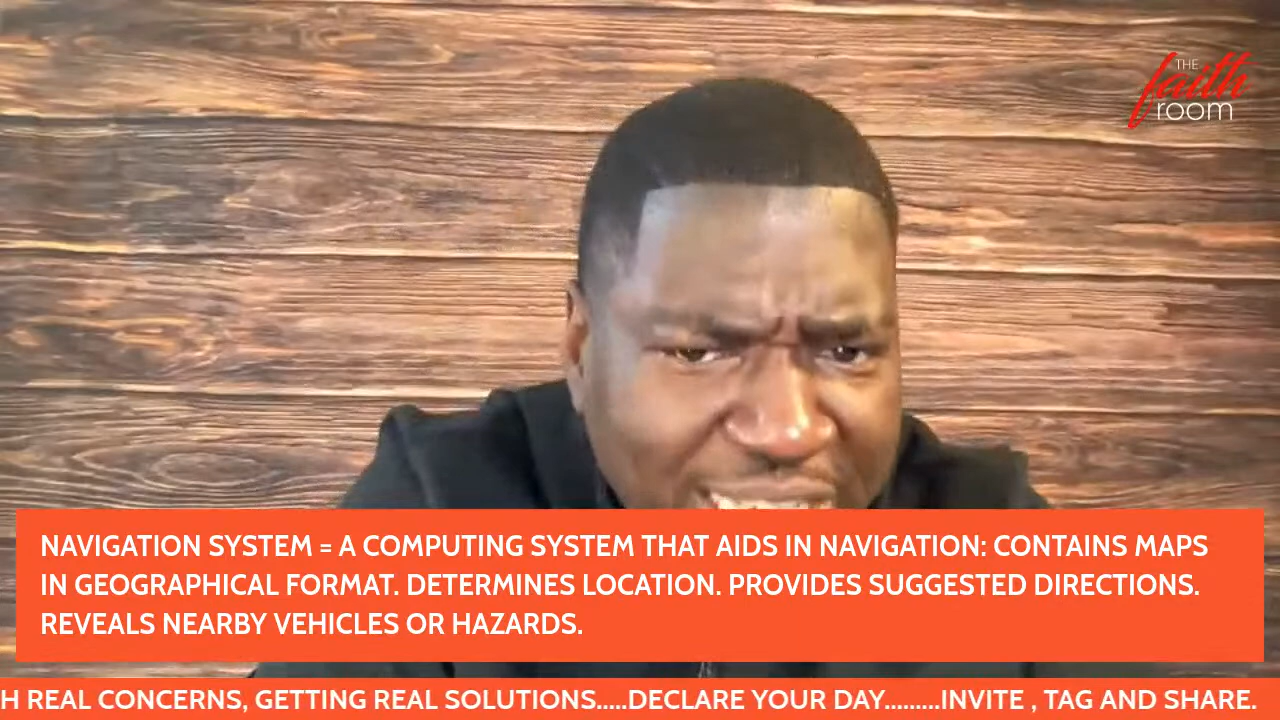 THE
faith
room
NAVIGATION SYSTEM = A COMPUTING SYSTEM THAT AIDS IN NAVIGATION: CONTAINS MAPS
IN GEOGRAPHICAL FORMAT. DETERMINES LOCATION. PROVIDES SUGGESTED DIRECTIONS.
REVEALS NEARBY VEHICLES OR HAZARDS.
H REAL CONCERNS, GETTING REAL SOLUTIONS.....DECLARE YOUR DAY.........INVITE , TAG AND SHARE.